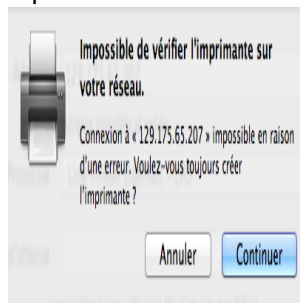 Impossible de vérifier l'imprimante sur
votre réseau.
Connexion à « 129.175.65.207 » impossible en raison
d'une erreur. Voulez-vous toujours créer
l'imprimante ?
Annuler
Continuer